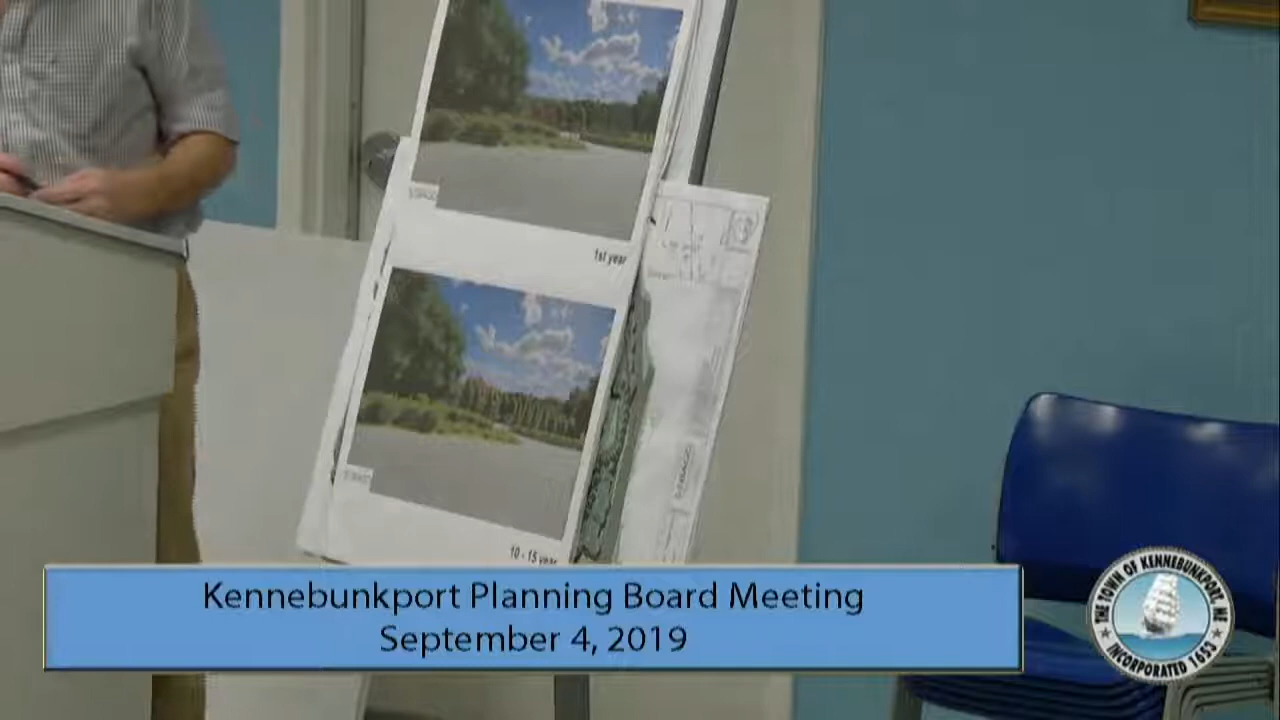 1st year
10 - 15 year
Kennebunkport Planning Board Meeting
September 4, 2019
THE TOWN OF KENNEBUNKPORT, ME
INCORPORATED 1653